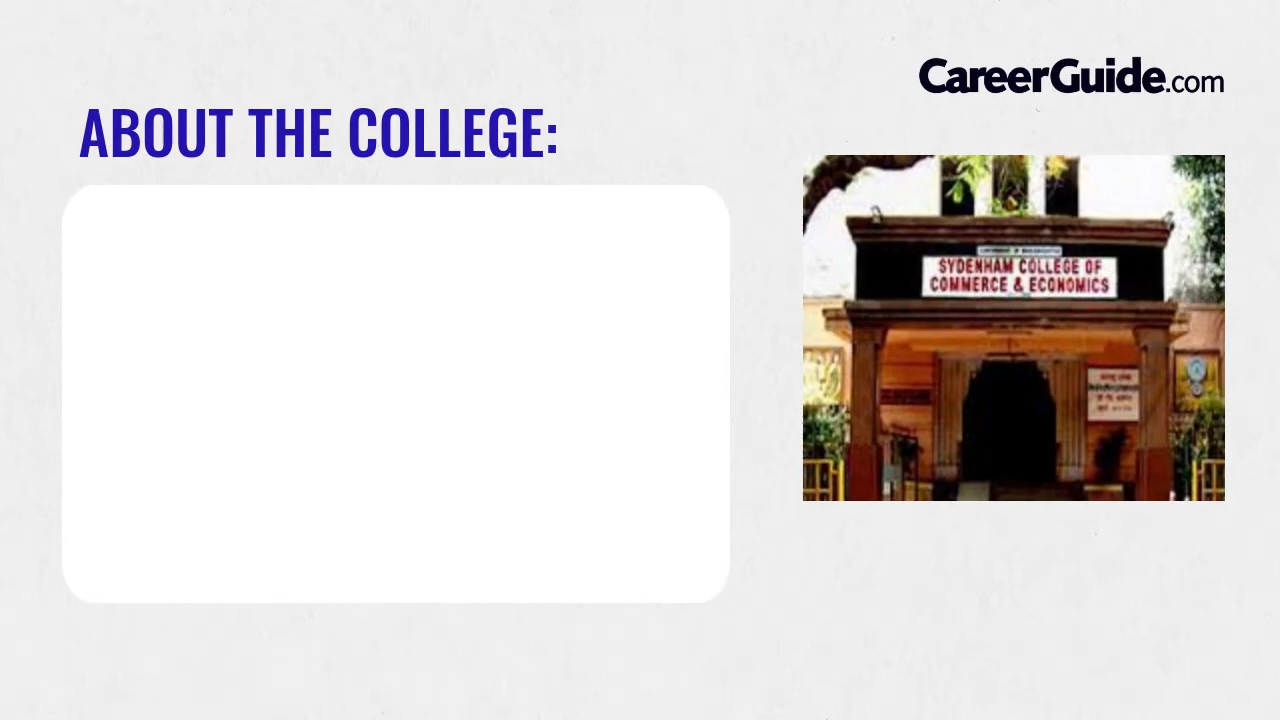 CareerGuide.com
ABOUT THE COLLEGE:
SYDENHAM COLLEGE OF
COMMERCE & ECONOMICS